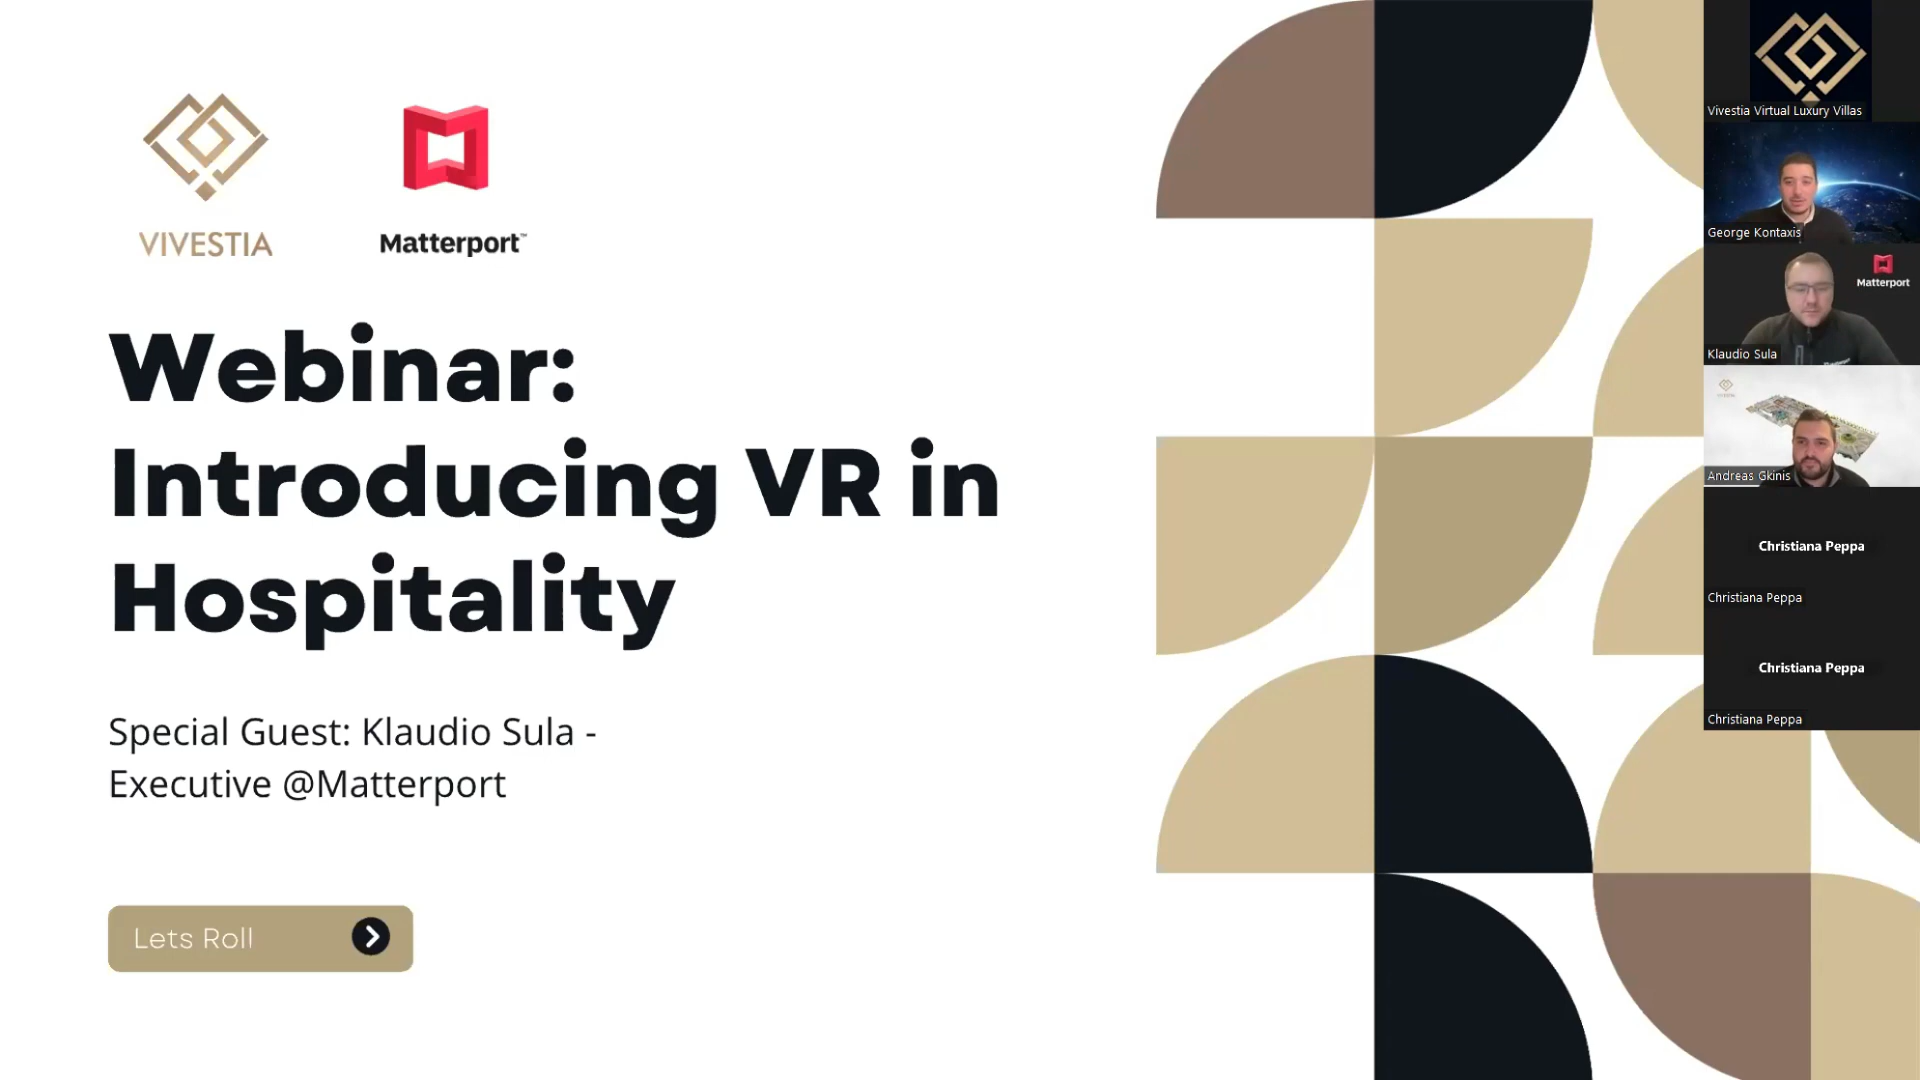 VIVESTIA
Matterport™
Webinar:
Introducing VR in
Hospitality
Special Guest: Klaudio Sula -
Executive @Matterport
Lets Roll
Vivestia Virtual Luxury Villas
George Kontaxis
Matterport
Klaudio Sula
Andreas Gkinis
Christiana Peppa
Christiana Peppa
Christiana Peppa
Christiana Peppa